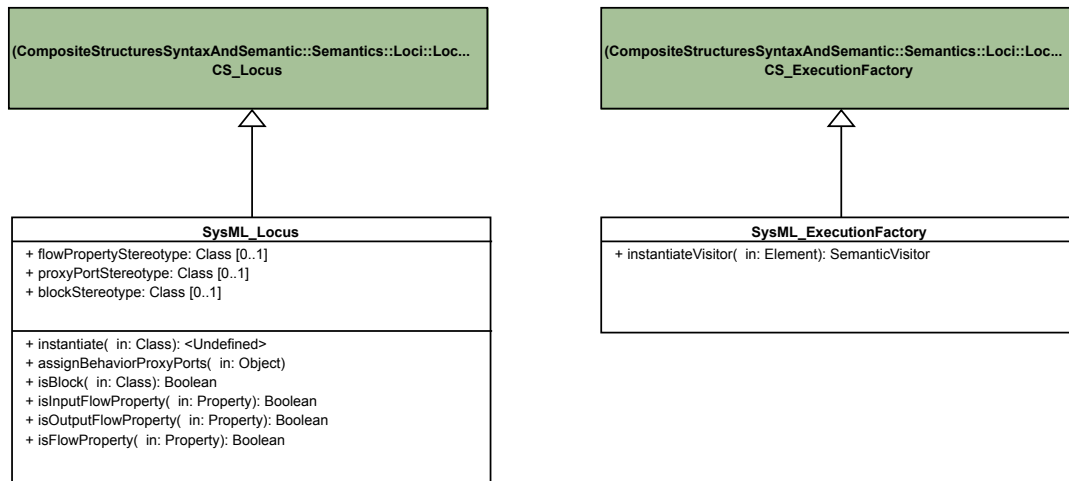 (CompositeStructuresSyntaxAndSemantic::Semantics::Loci::Loc...
CS_Locus
(CompositeStructuresSyntaxAndSemantic::Semantics::Loci::Loc...
CS_ExecutionFactory
SysML_Locus
+ flowPropertyStereotype: Class [0..1]
+ proxyPortStereotype: Class [0..1]
+ blockStereotype: Class [0..1]
+ instantiate( in: Class): <Undefined>
+ assignBehaviorProxyPorts( in: Object)
+ isBlock( in: Class): Boolean
+ isInputFlowProperty( in: Property): Boolean
+ isOutputFlowProperty( in: Property): Boolean
+ isFlowProperty( in: Property): Boolean
SysML_ExecutionFactory
+ instantiateVisitor( in: Element): SemanticVisitor